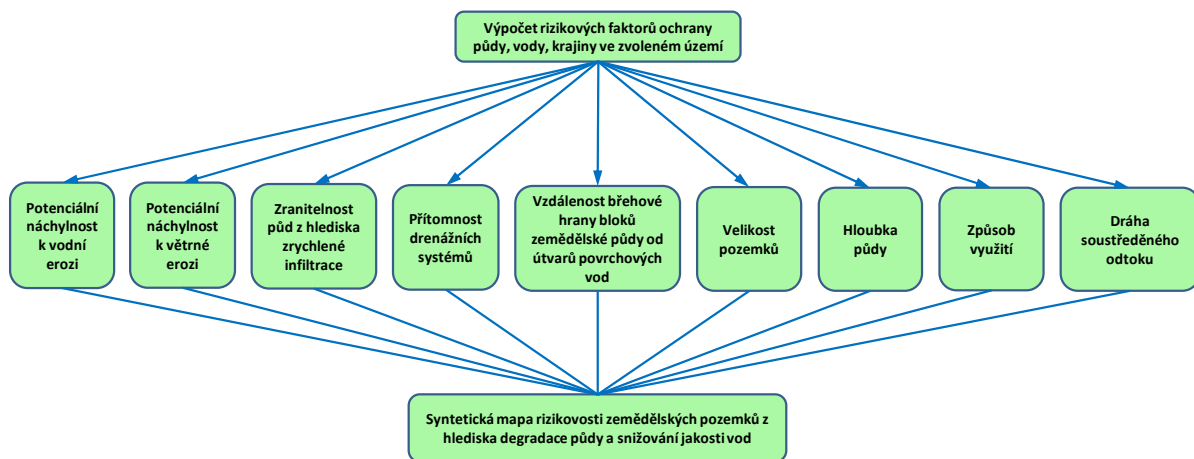 Výpočet rizikových faktorů ochrany
půdy, vody, krajiny ve zvoleném území
Potenciální
náchylnost
k vodní
erozi
Potenciální
náchylnost
k větrné
erozi
Zranitelnost
půd z hlediska
zrychlené
infiltrace
Přítomnost
drenážních
systémů
Vzdálenost břehové
hrany bloků
zemědělské půdy od
útvarů povrchových
vod
Velikost
pozemků
Hloubka
půdy
Způsob
využití
Dráha
soustředěného
odtoku
Syntetická mapa rizikovosti zemědělských pozemků z
hlediska degradace půdy a snižování jakosti vod